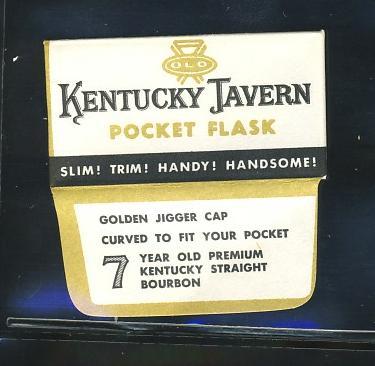 OLD
KENTUCKY TAVERN
POCKET FLASK
SLIM! TRIM! HANDY! HANDSOME!
GOLDEN JIGGER CAP
CURVED TO FIT YOUR POCKET
7 YEAR OLD PREMIUM
KENTUCKY STRAIGHT
BOURBON